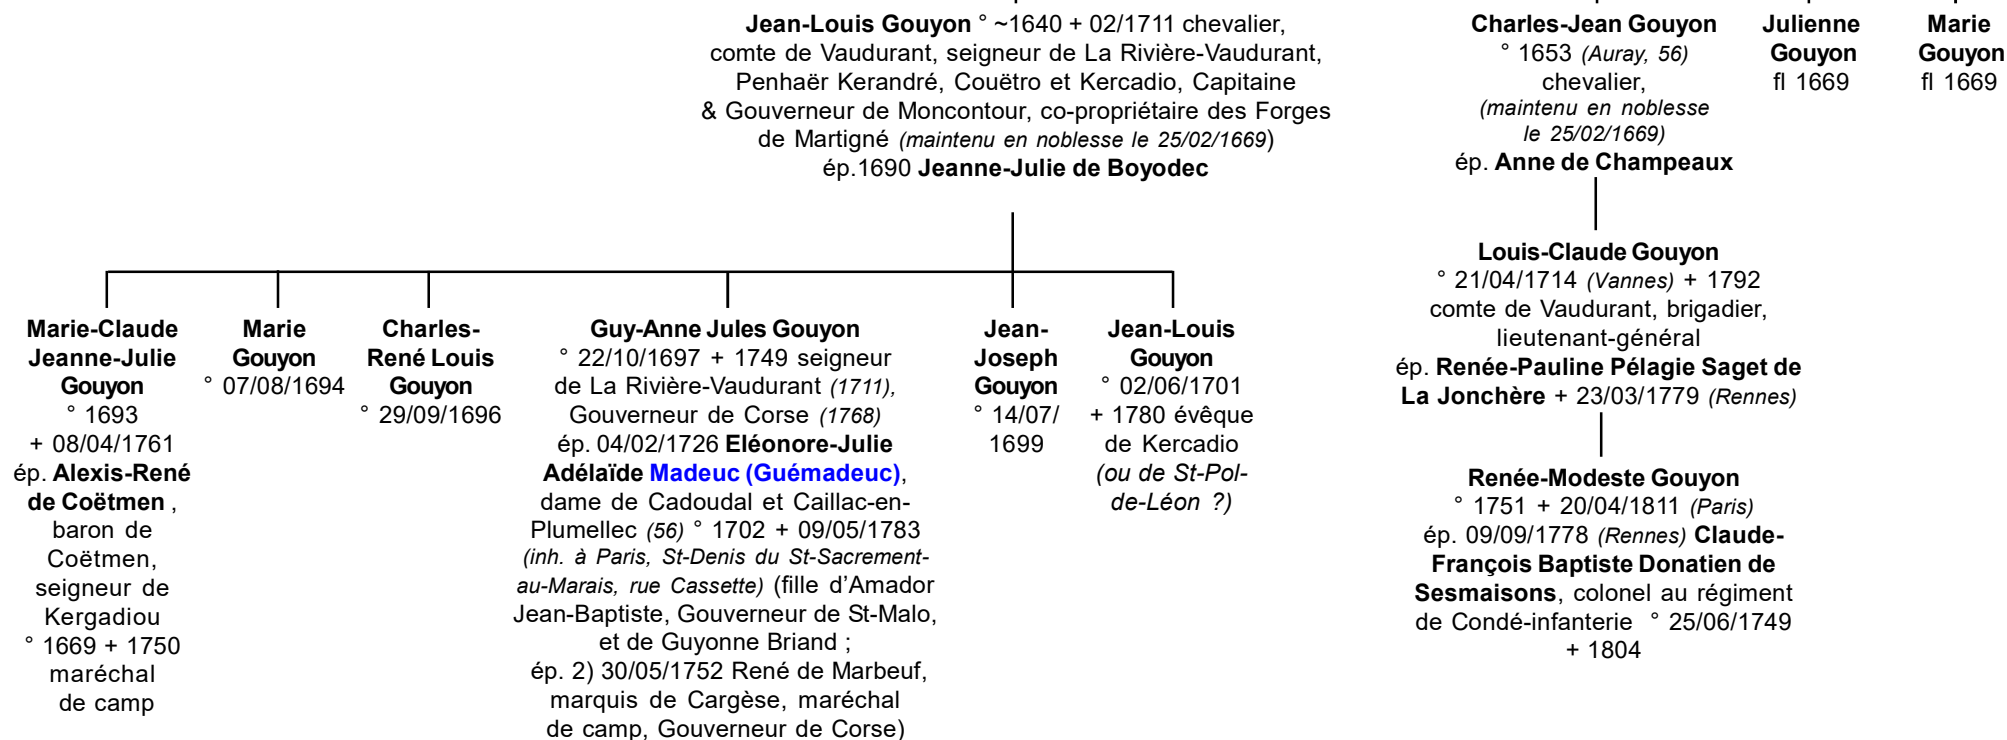 Jean-Louis Gouyon ° ~1640 + 02/1711 chevalier,
comte de Vaudurant, seigneur de La Rivière-Vaudurant,
Penhaër Kerandré, Couëtro et Kercadio, Capitaine
& Gouverneur de Moncontour, co-propriétaire des Forges
de Martigné (maintenu en noblesse le 25/02/1669)
ép.1690 Jeanne-Julie de Boyodec
Charles-Jean Gouyon
° 1653 (Auray, 56)
chevalier,
(maintenu en noblesse
le 25/02/1669)
ép. Anne de Champeaux
Julienne
Gouyon
fl 1669
Marie
Gouyon
fl 1669
Louis-Claude Gouyon
° 21/04/1714 (Vannes) + 1792
comte de Vaudurant, brigadier,
lieutenant-général
ép. Renée-Pauline Pélagie Saget de
La Jonchère + 23/03/1779 (Rennes)
Marie-Claude
Jeanne-Julie
Gouyon
° 1693
+ 08/04/1761
ép. Alexis-René
de Coëtmen ,
baron de
Coëtmen,
seigneur de
Kergadiou
° 1669 + 1750
maréchal
de camp
Marie
Gouyon
° 07/08/1694
Charles-
René Louis
Gouyon
° 29/09/1696
Guy-Anne Jules Gouyon
° 22/10/1697 + 1749 seigneur
de La Rivière-Vaudurant (1711),
Gouverneur de Corse (1768)
ép. 04/02/1726 Eléonore-Julie
Adélaïde Madeuc (Guémadeuc),
dame de Cadoudal et Caillac-en-
Plumellec (56) ° 1702 + 09/05/1783
(inh. à Paris, St-Denis du St-Sacrement-
au-Marais, rue Cassette) (fille d'Amador
Jean-Baptiste, Gouverneur de St-Malo,
et de Guyonne Briand ;
ép. 2) 30/05/1752 René de Marbeuf,
marquis de Cargèse, maréchal
de camp, Gouverneur de Corse)
Jean-
Joseph
Gouyon
° 14/07/
1699
Jean-Louis
Gouyon
° 02/06/1701
+ 1780 évêque
de Kercadio
(ou de St-Pol-
de-Léon ?)
Renée-Modeste Gouyon
° 1751 + 20/04/1811 (Paris)
ép. 09/09/1778 (Rennes) Claude-
François Baptiste Donatien de
Sesmaisons, colonel au régiment
de Condé-infanterie ° 25/06/1749
+ 1804